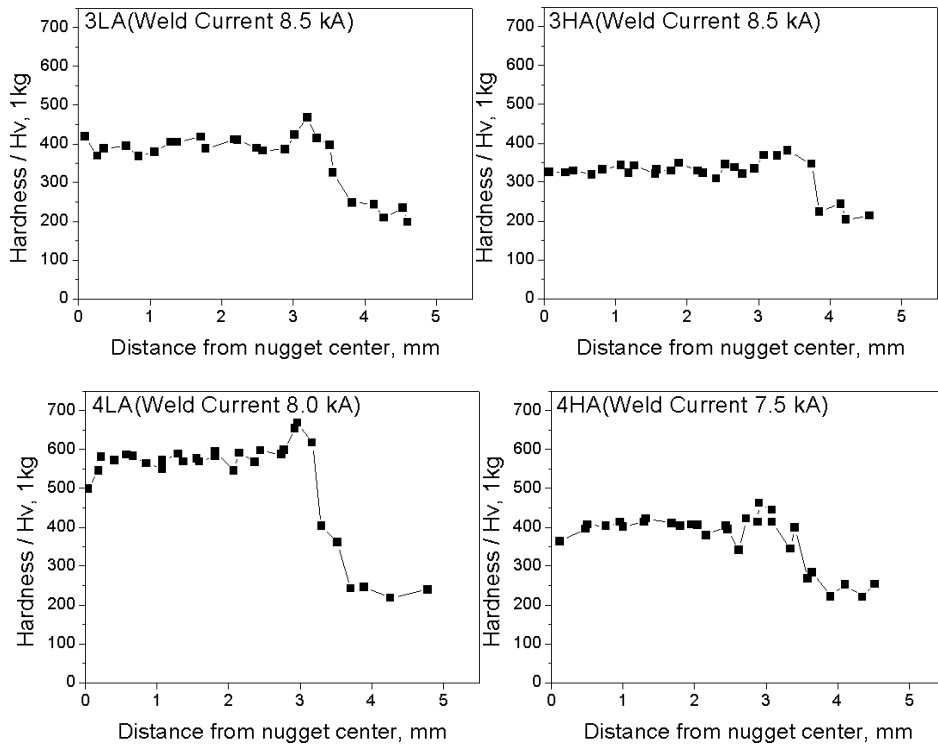 3LA(Weld Current 8.5 kA)
700
600
500
400
300
200
100
0
Hardness / Hv, 1kg
0 1 2 3 4 5
Distance from nugget center, mm
3HA(Weld Current 8.5 kA)
700
600
500
400
300
200
100
0
Hardness / Hv, 1kg
0 1 2 3 4 5
Distance from nugget center, mm
4LA(Weld Current 8.0 kA)
700
600
500
400
300
200
100
0
Hardness / Hv, 1kg
0 1 2 3 4 5
Distance from nugget center, mm
4HA(Weld Current 7.5 kA)
700
600
500
400
300
200
100
0
Hardness / Hv, 1kg
0 1 2 3 4 5
Distance from nugget center, mm